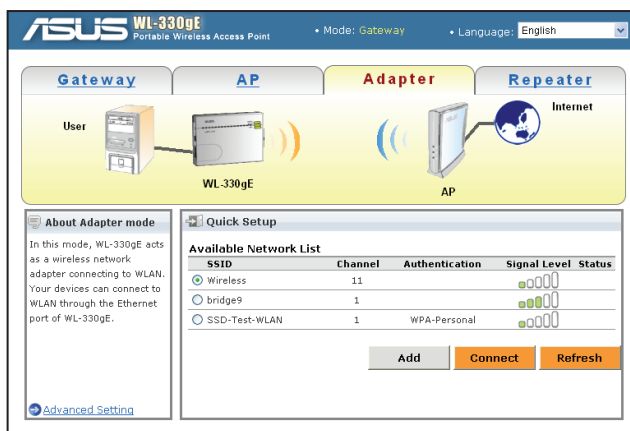 ASUS WL-330gE
Portable Wireless Access Point
• Mode: Gateway
• Language: English
Gateway
AP
Adapter
Repeater
User
WL-330gE
AP
Internet
About Adapter mode
In this mode, WL-330gE acts
as a wireless network
adapter connecting to WLAN.
Your devices can connect to
WLAN through the Ethernet
port of WL-330gE.
Advanced Setting
Quick Setup
Available Network List
SSID Channel Authentication Signal Level Status
Wireless 11
bridge9 1
SSD-Test-WLAN 1 WPA-Personal
Add Connect Refresh